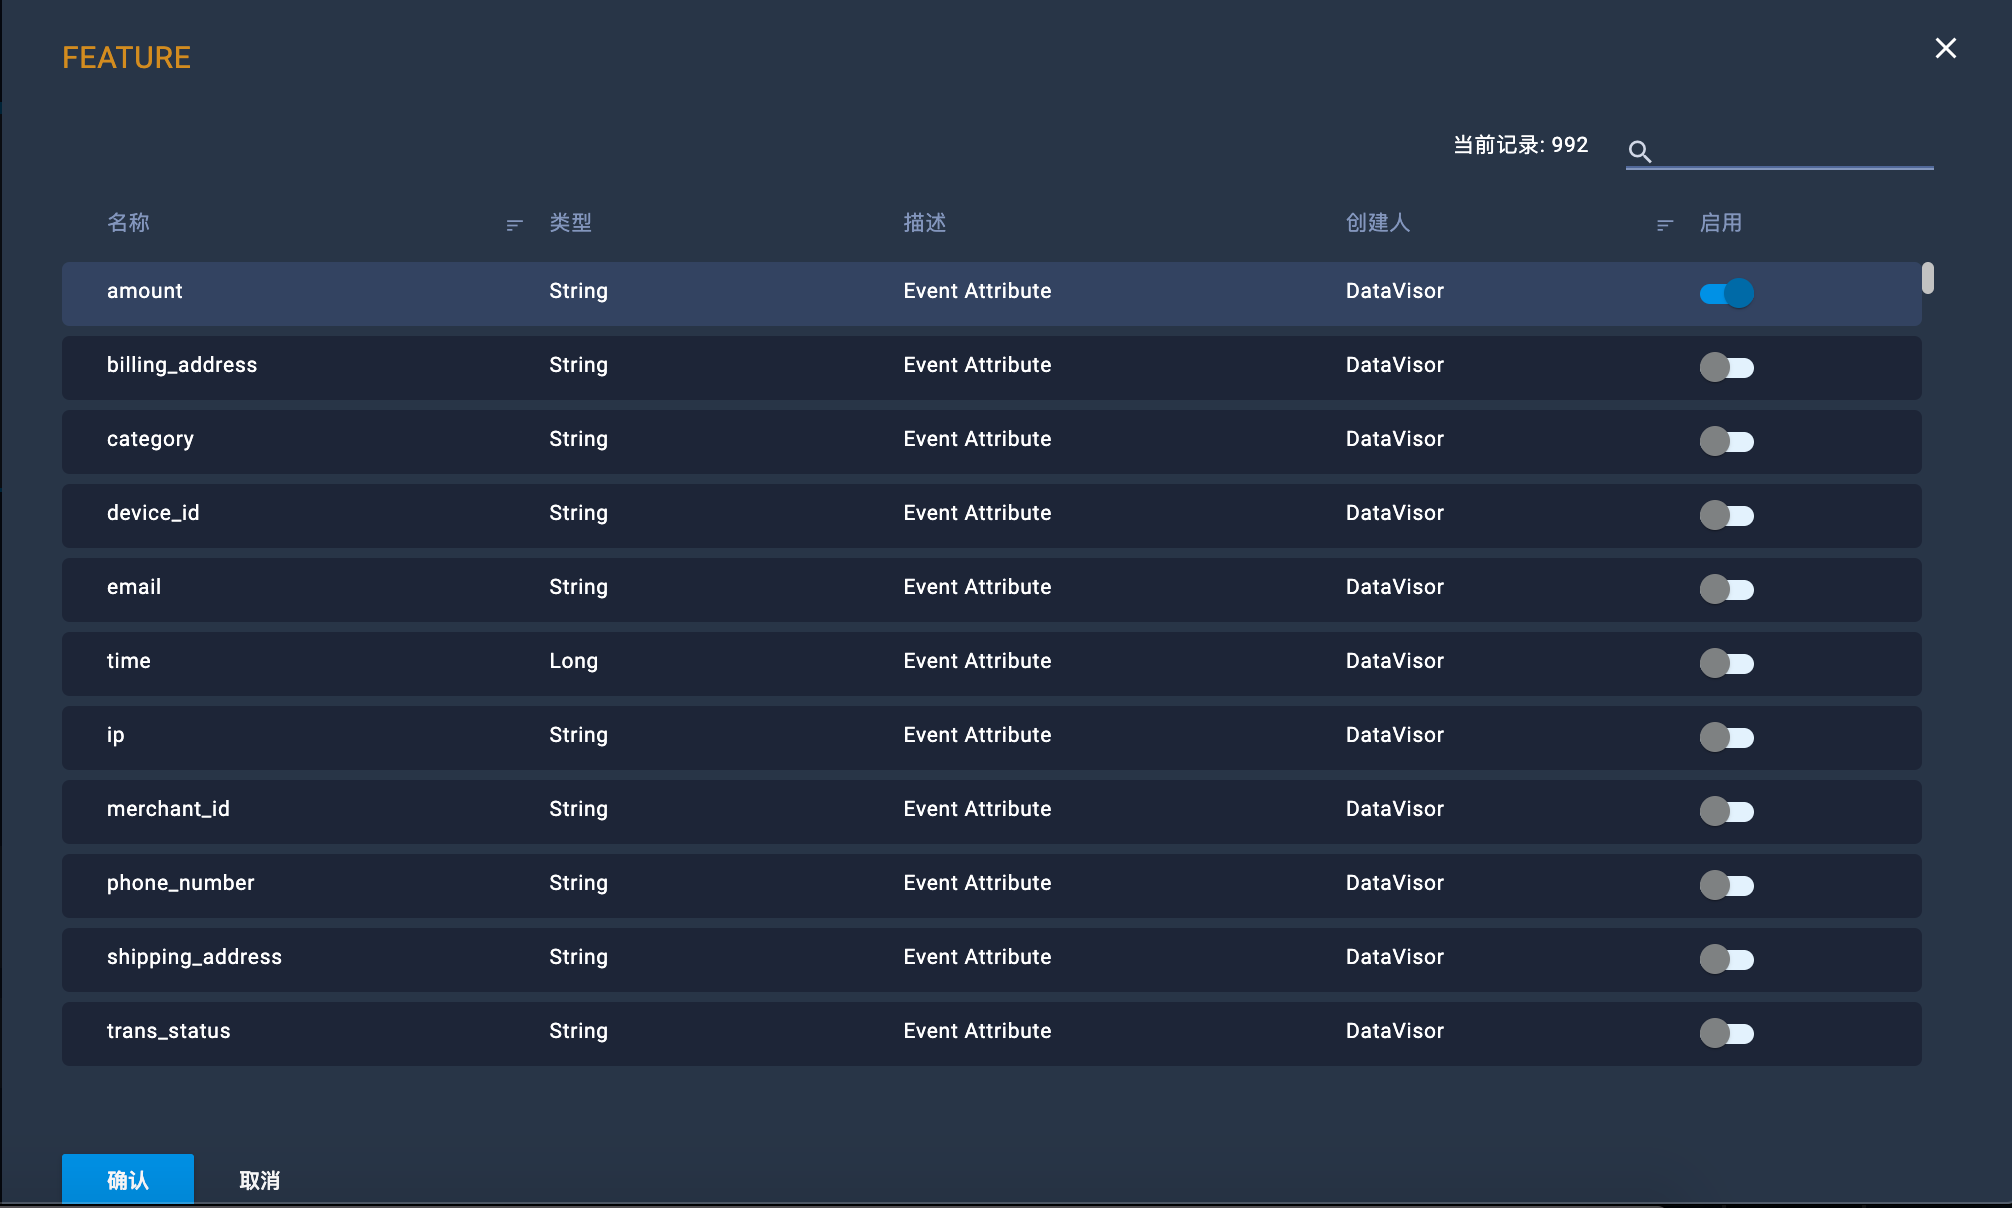 FEATURE
当前记录: 992
名称 类型 描述 创建人 启用
amount String Event Attribute DataVisor
billing_address String Event Attribute DataVisor
category String Event Attribute DataVisor
device_id String Event Attribute DataVisor
email String Event Attribute DataVisor
time Long Event Attribute DataVisor
ip String Event Attribute DataVisor
merchant_id String Event Attribute DataVisor
phone_number String Event Attribute DataVisor
shipping_address String Event Attribute DataVisor
trans_status String Event Attribute DataVisor
确认 取消